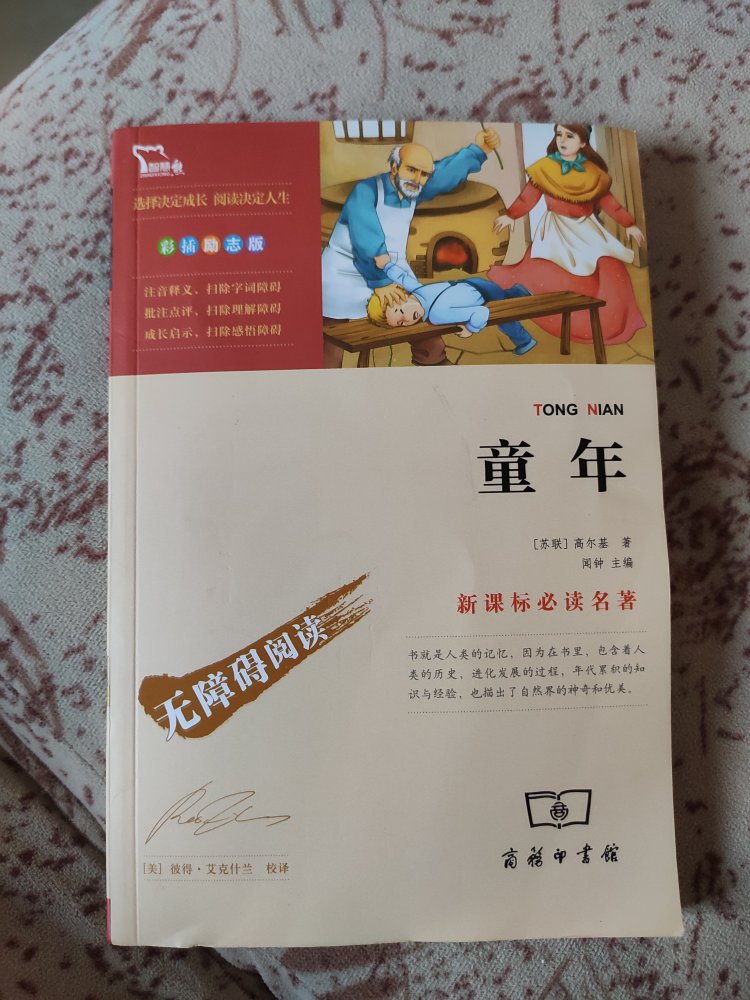 智慧熊
选择决定成长 阅读决定人生
彩插励志版
注音释义，扫除字词障碍
批注点评，扫除理解障碍
成长启示，扫除感悟障碍
TONG NIAN
童年
[苏联] 高尔基 著
闻钟 主编
新课标必读名著
书就是人类的记忆，因为在书里，包含着人
类的历史、进化发展的过程，年代累积的知
识与经验，也描出了自然界的神奇和优美。
无障碍阅读
[美] 彼得·艾克什兰 校译
商務印書館